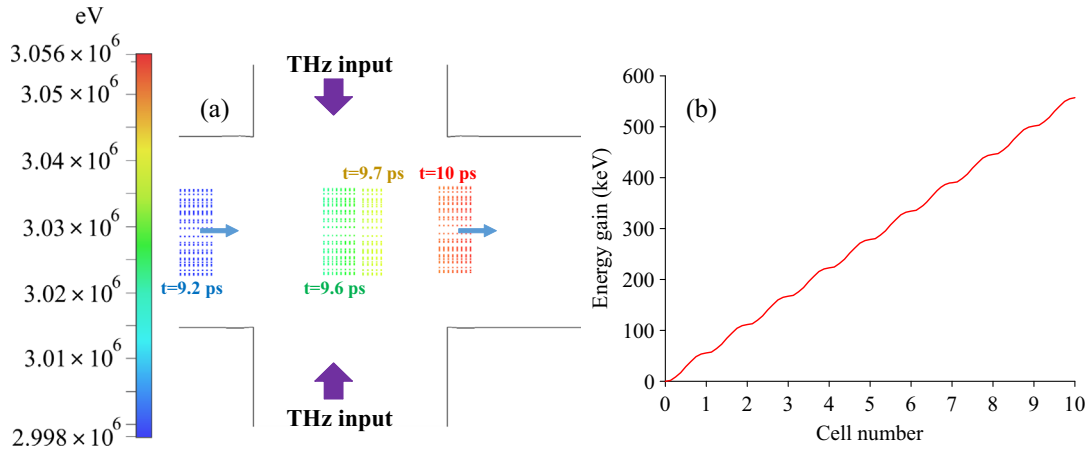 eV
3.056×10⁶
3.05×10⁶
3.04×10⁶
3.03×10⁶
3.02×10⁶
3.01×10⁶
2.998×10⁶
(a)
THz input
t=9.7 ps
t=10 ps
t=9.2 ps
t=9.6 ps
THz input
(b)
Energy gain (keV)
600
500
400
300
200
100
0
0 1 2 3 4 5 6 7 8 9 10
Cell number